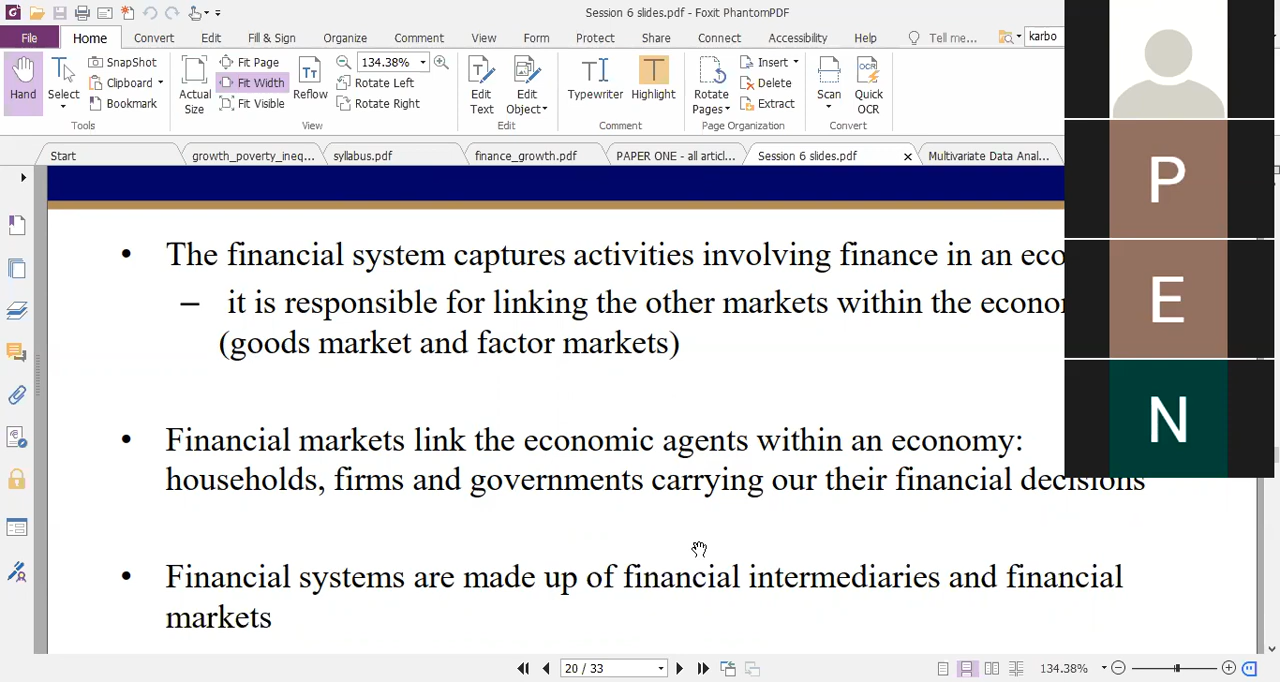 Session 6 slides.pdf - Foxit PhantomPDF
File Home Convert Edit Fill & Sign Organize Comment View Form Protect Share Connect Accessibility Help Tell me... karbo
Hand
Select
SnapShot
Clipboard
Bookmark
Tools
Actual Size
Fit Page
Fit Width
Fit Visible
Reflow
134.38%
Rotate Left
Rotate Right
View
Edit Text
Edit Object
Edit
Typewriter
Highlight
Comment
Rotate Pages
Insert
Delete
Extract
Page Organization
Scan
Quick OCR
Convert
Start growth_poverty_ineq... syllabus.pdf finance_growth.pdf PAPER ONE - all articl... Session 6 slides.pdf Multivariate Data Anal...
• The financial system captures activities involving finance in an eco
– it is responsible for linking the other markets within the econo
(goods market and factor markets)
• Financial markets link the economic agents within an economy:
households, firms and governments carrying our their financial decisions
• Financial systems are made up of financial intermediaries and financial
markets
P
E
N
20 / 33
134.38%